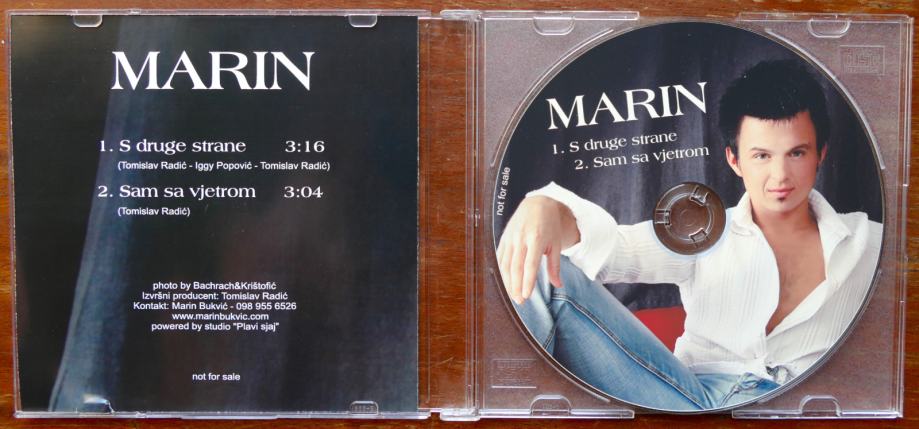 MARIN
1. S druge strane 3:16
(Tomislav Radić - Iggy Popović - Tomislav Radić)
2. Sam sa vjetrom 3:04
(Tomislav Radić)
photo by Bachrach&Krištofić
Izvršni producent: Tomislav Radić
Kontakt: Marin Bukvić - 098 955 6526
www.marinbukvic.com
powered by studio "Plavi sjaj"
not for sale
MARIN
1. S druge strane
2. Sam sa vjetrom
not for sale